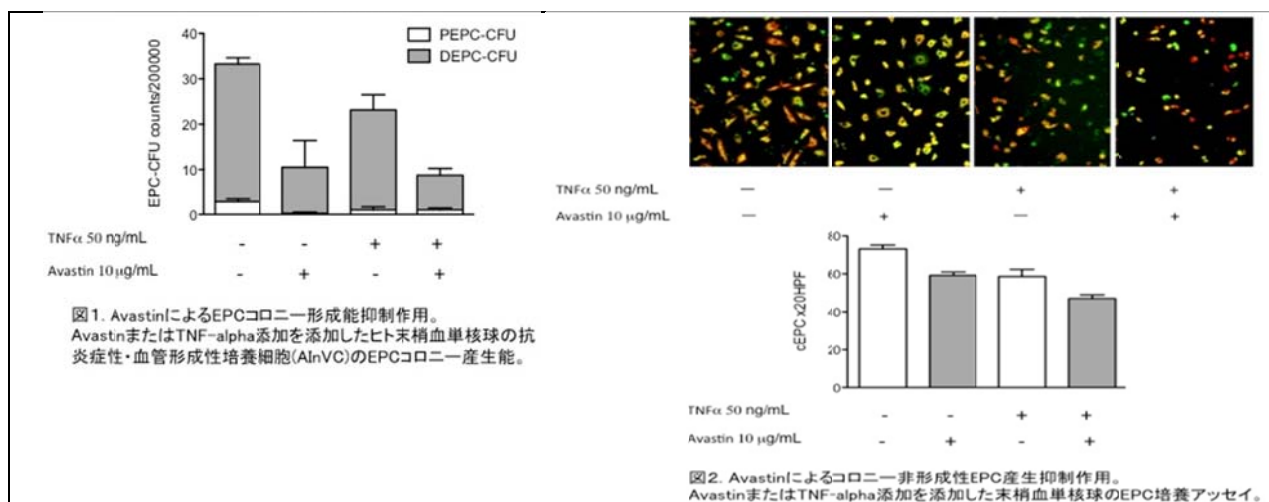 PEPC-CFU
DEPC-CFU
EPC-CFU counts/200000
40
30
20
10
0
TNFα 50 ng/mL - - + +
Avastin 10 μg/mL - + - +
図1. AvastinによるEPCコロニー形成能抑制作用。
AvastinまたはTNF-alpha添加を添加したヒト末梢血単核球の抗
炎症性・血管形成性培養細胞(AInVC)のEPCコロニー産生能。
TNFα 50 ng/mL — — + +
Avastin 10 μg/mL — + — +
cEPC x20HPF
80
60
40
20
0
TNFα 50 ng/mL - - + +
Avastin 10 μg/mL - + - +
図2. Avastinによるコロニー非形成性EPC産生抑制作用。
AvastinまたはTNF-alpha添加を添加した末梢血単核球のEPC培養アッセイ。